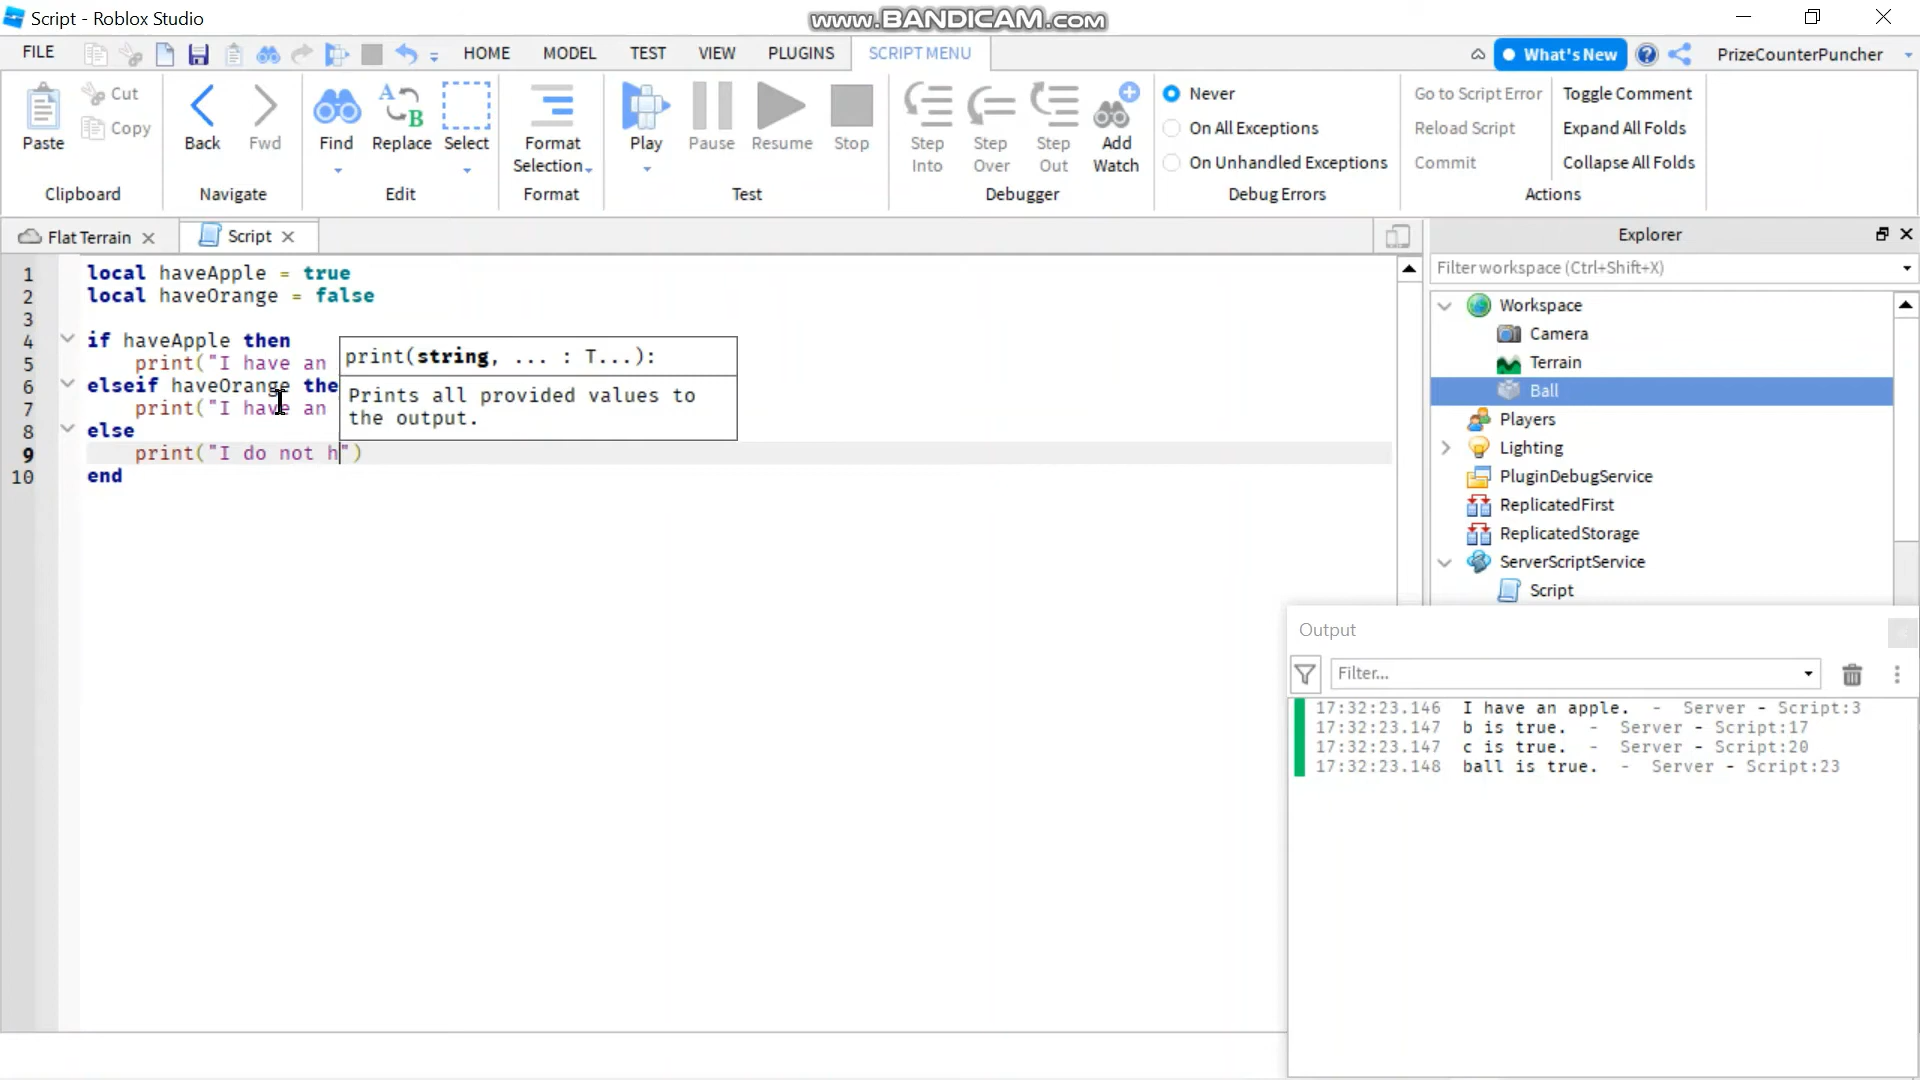 Script - Roblox Studio
www.BANDICAM.com
FILE
HOME
MODEL
TEST
VIEW
PLUGINS
SCRIPT MENU
What's New
PrizeCounterPuncher
Paste
Cut
Copy
Clipboard
Back
Fwd
Navigate
Find
Replace
Select
Edit
Format
Selection
Format
Play
Pause
Resume
Stop
Test
Step
Into
Step
Over
Step
Out
Add
Watch
Debugger
Never
On All Exceptions
On Unhandled Exceptions
Debug Errors
Go to Script Error
Reload Script
Commit
Toggle Comment
Expand All Folds
Collapse All Folds
Actions
Flat Terrain
Script
1 local haveApple = true
2 local haveOrange = false
3
4 if haveApple then
5 print("I have an
6 elseif haveOrange the
7 print("I have an
8 else
9 print("I do not h")
10 end
print(string, ... : T...):
Prints all provided values to
the output.
Explorer
Filter workspace (Ctrl+Shift+X)
Workspace
Camera
Terrain
Ball
Players
Lighting
PluginDebugService
ReplicatedFirst
ReplicatedStorage
ServerScriptService
Script
Output
Filter...
17:32:23.146 I have an apple. - Server - Script:3
17:32:23.147 b is true. - Server - Script:17
17:32:23.147 c is true. - Server - Script:20
17:32:23.148 ball is true. - Server - Script:23